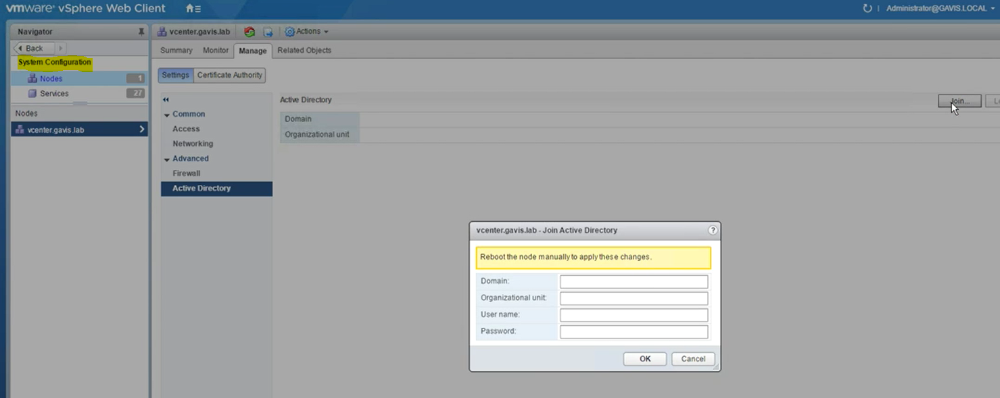 vmware® vSphere Web Client
Administrator@GAVIS.LOCAL
Navigator
Back
System Configuration
Nodes 1
Services 27
Nodes
vcenter.gavis.lab
vcenter.gavis.lab Actions
Summary Monitor Manage Related Objects
Settings Certificate Authority
Common
Access
Networking
Advanced
Firewall
Active Directory
Active Directory
Join...
Domain
Organizational unit
vcenter.gavis.lab - Join Active Directory
Reboot the node manually to apply these changes.
Domain:
Organizational unit:
User name:
Password:
OK Cancel